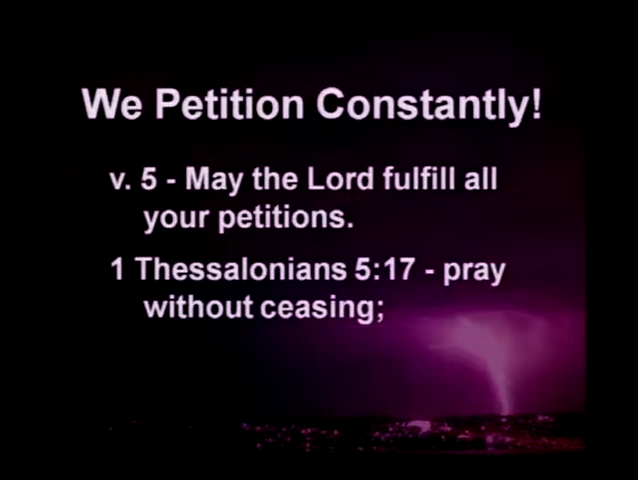 We Petition Constantly!
v. 5 - May the Lord fulfill all
your petitions.
1 Thessalonians 5:17 - pray
without ceasing;